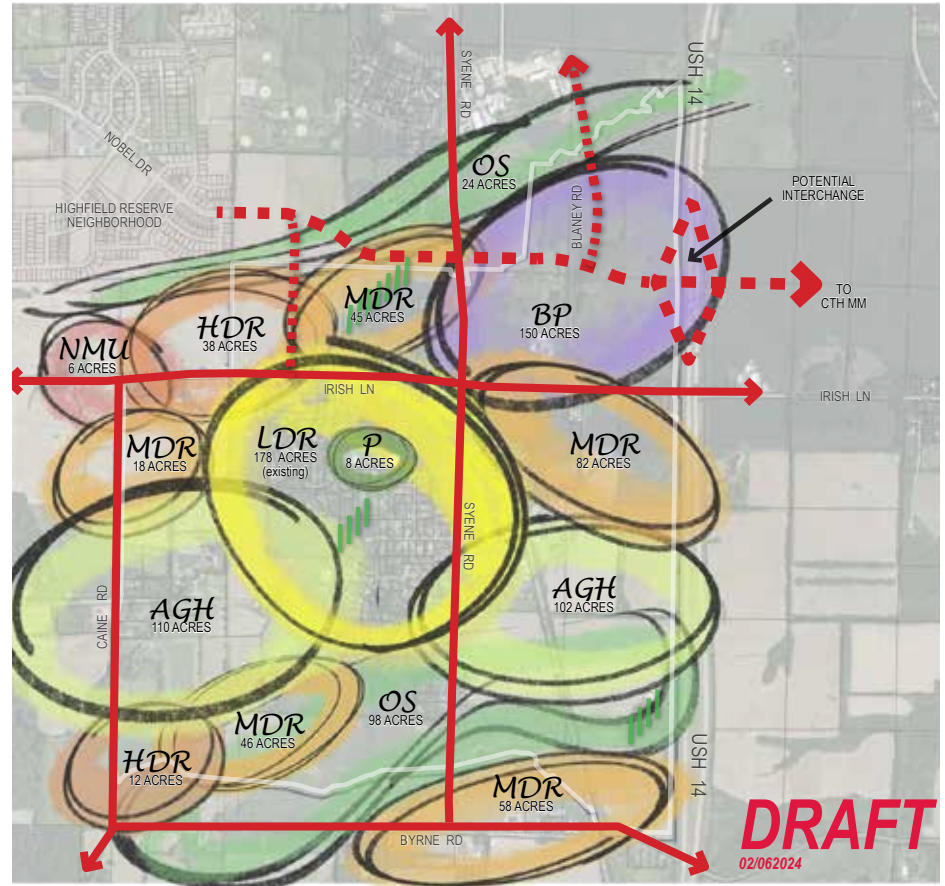 SYENE RD
USH 14
NOBEL DR
OS
24 ACRES
POTENTIAL
INTERCHANGE
HIGHFIELD RESERVE
NEIGHBORHOOD
BLANEY RD
TO
CTH MM
MDR
45 ACRES
BP
150 ACRES
HDR
38 ACRES
NMU
6 ACRES
IRISH LN
IRISH LN
MDR
18 ACRES
LDR
178 ACRES
(existing)
P
8 ACRES
MDR
82 ACRES
SYENE RD
AGH
110 ACRES
AGH
102 ACRES
CAINE RD
OS
98 ACRES
MDR
46 ACRES
HDR
12 ACRES
MDR
58 ACRES
USH 14
BYRNE RD
DRAFT
02/062024